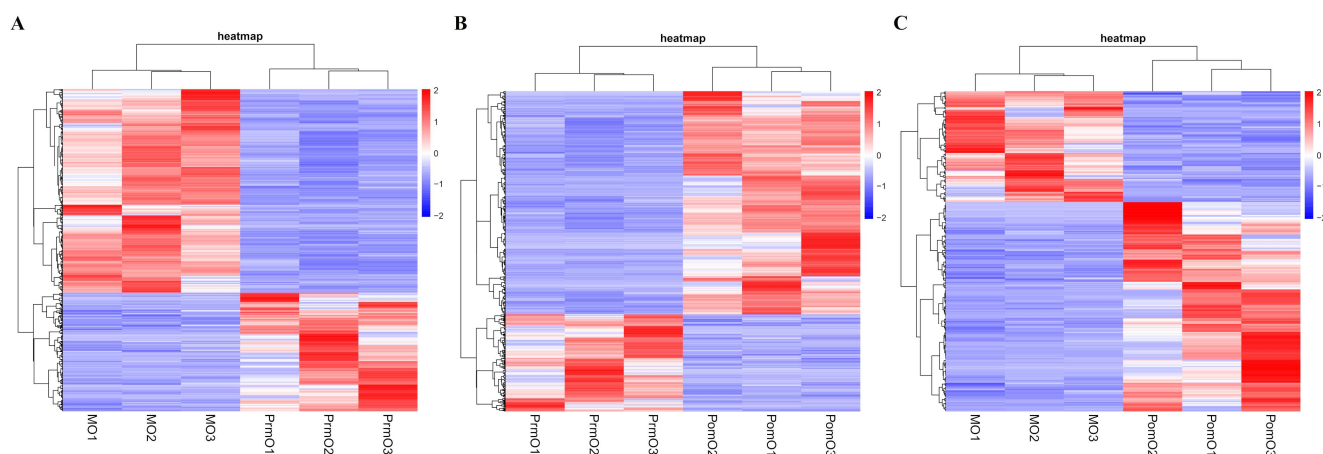 A
heatmap
2
1
0
−1
−2
MO1
MO2
MO3
PrmO1
PrmO2
PrmO3
B
heatmap
2
1
0
−1
−2
PrmO1
PrmO2
PrmO3
PomO2
PomO1
PomO3
C
heatmap
2
1
0
−1
−2
MO1
MO2
MO3
PomO2
PomO1
PomO3